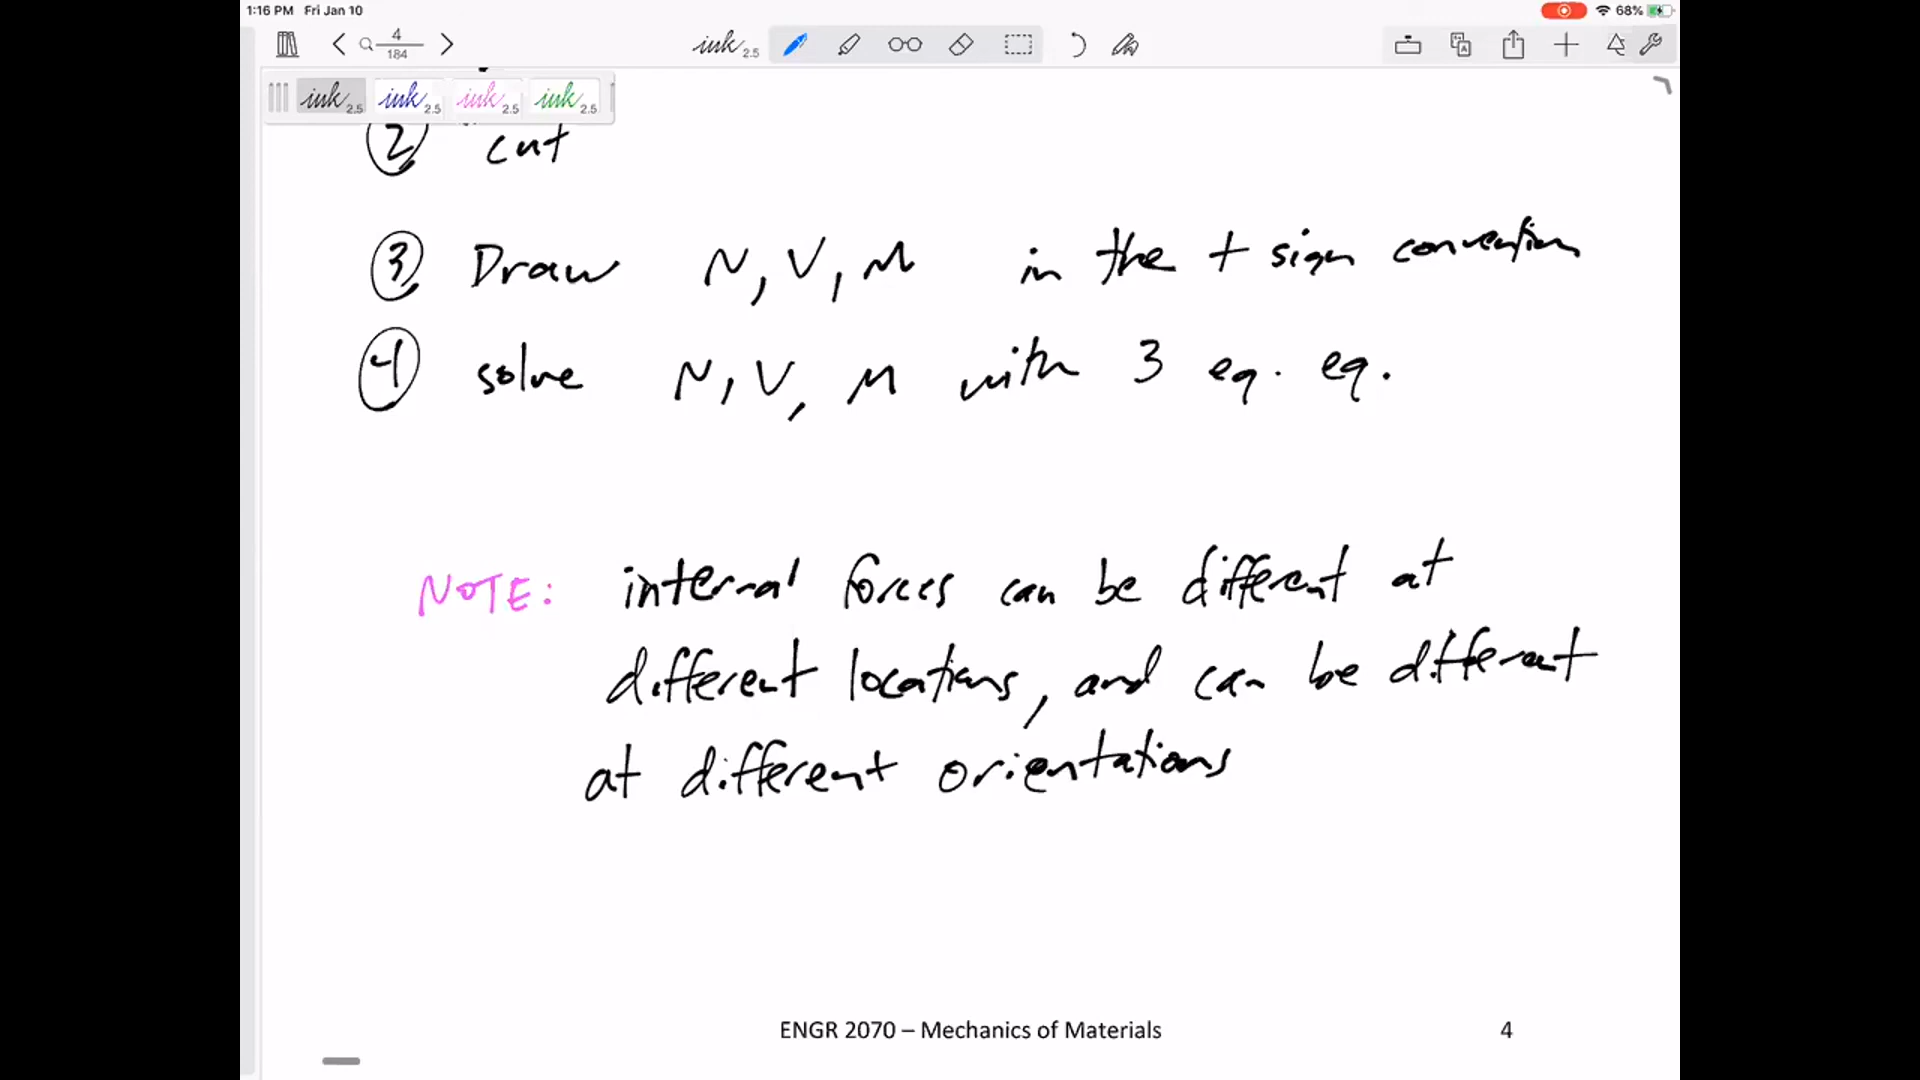 1:16 PM Fri Jan 10
68%
4
184
ink 2.5
ink 2.5 ink 2.5 ink 2.5 ink 2.5
② cut
③ Draw N, V, M in the + sign convention
④ solve N, V, M with 3 eq. eq.
NOTE: internal forces can be different at
different locations, and can be different
at different orientations
ENGR 2070 – Mechanics of Materials
4